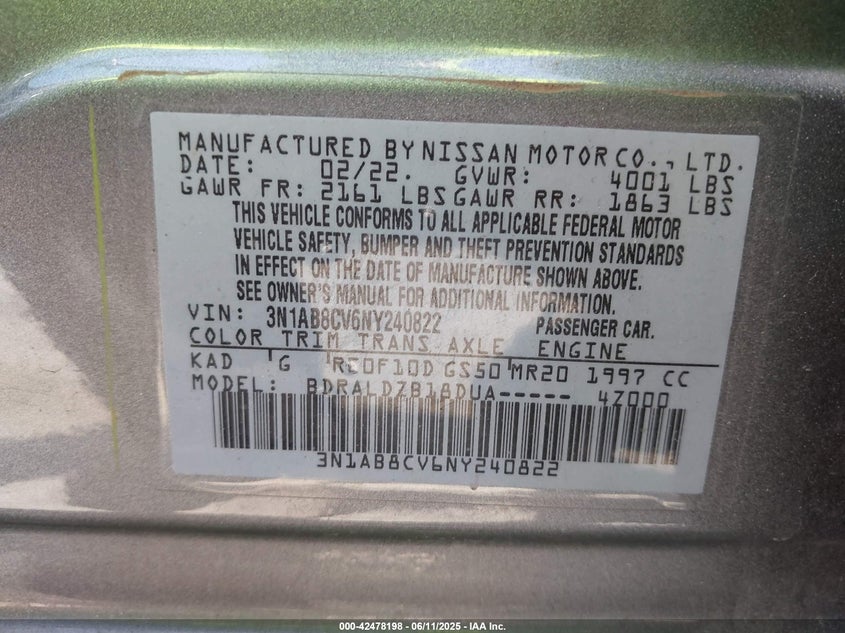 MANUFACTURED BY NISSAN MOTOR CO., LTD.
DATE: 02/22. GVWR: 4001 LBS
GAWR FR: 2161 LBS GAWR RR: 1863 LBS
THIS VEHICLE CONFORMS TO ALL APPLICABLE FEDERAL MOTOR
VEHICLE SAFETY, BUMPER AND THEFT PREVENTION STANDARDS
IN EFFECT ON THE DATE OF MANUFACTURE SHOWN ABOVE.
SEE OWNER'S MANUAL FOR ADDITIONAL INFORMATION.
VIN: 3N1AB8CV6NY240822 PASSENGER CAR.
COLOR TRIM TRANS AXLE ENGINE
KAD G RE0F10D GS50 MR20 1997 CC
MODEL: BDRALDZB18DUA----- 4Z000
3N1AB8CV6NY240822
000-42478198 - 06/11/2025 - IAA Inc.